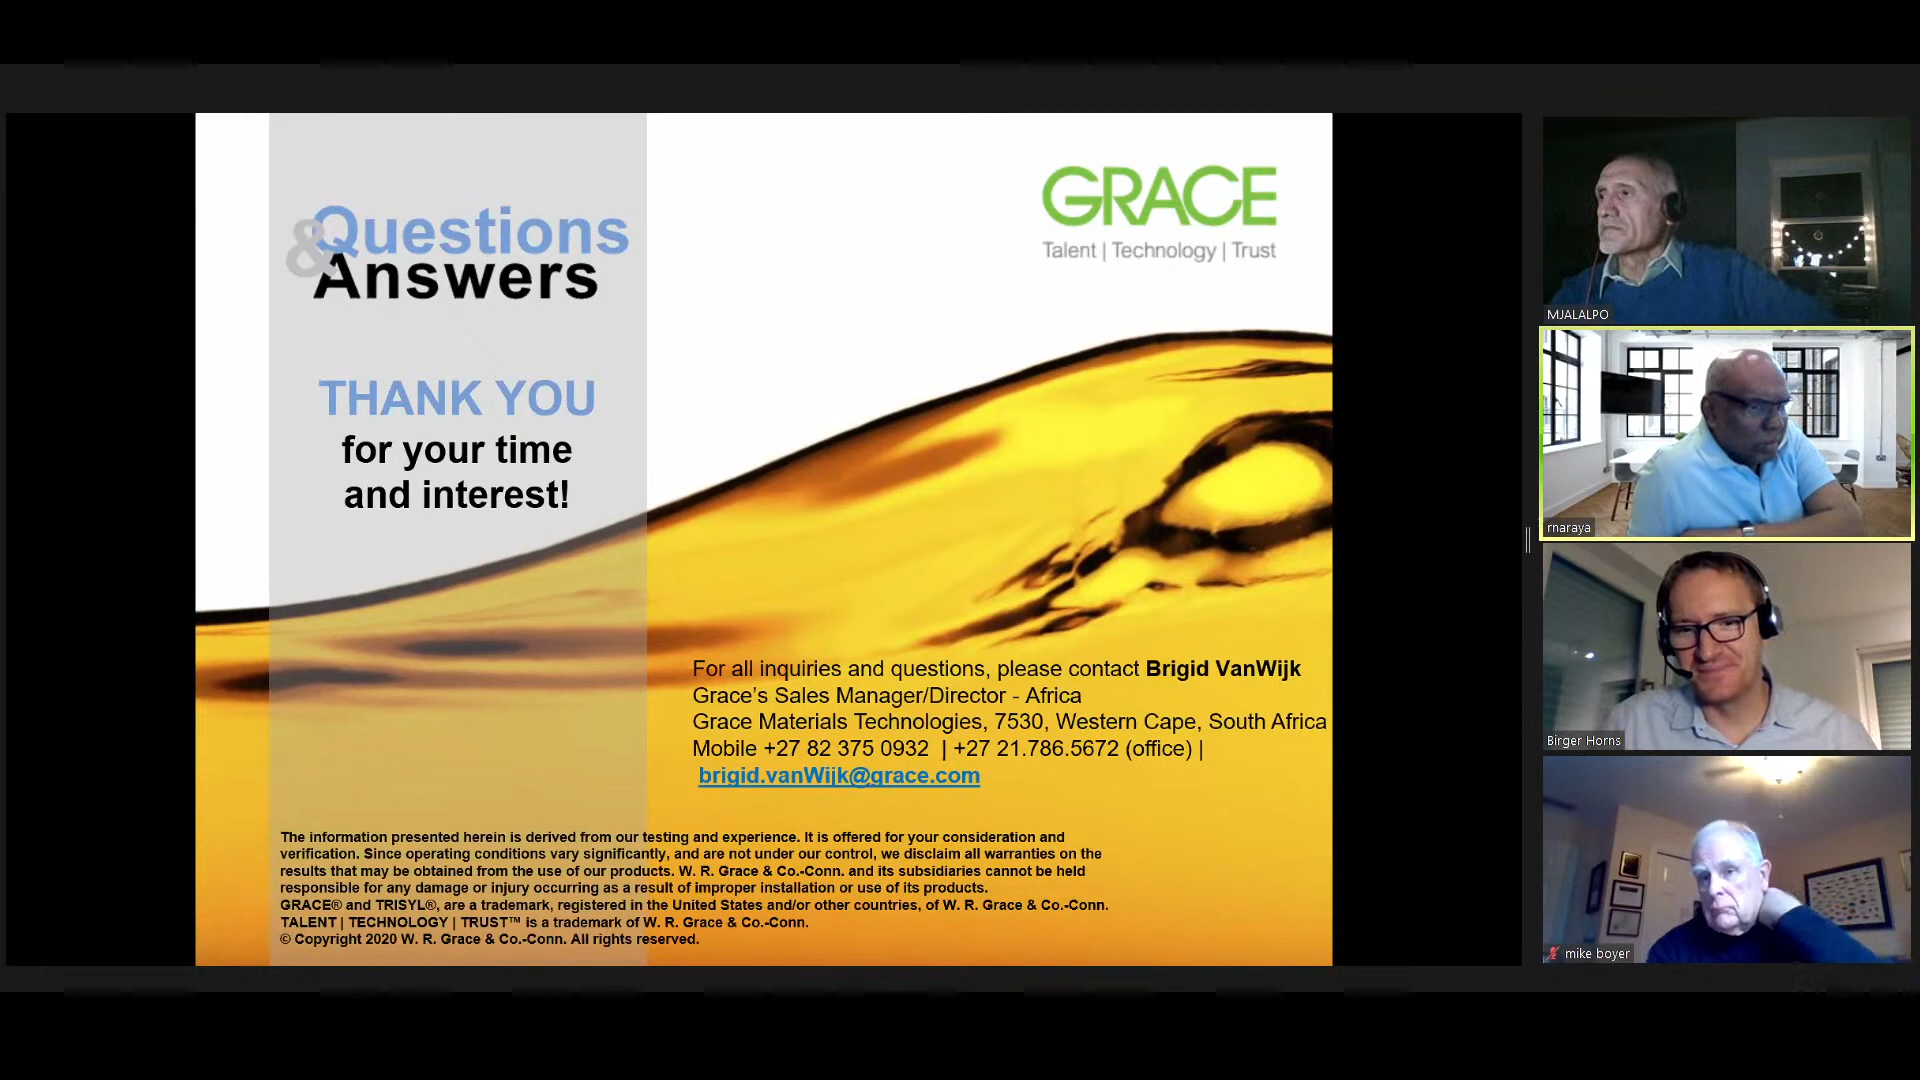 & Questions
Answers
THANK YOU
for your time
and interest!
GRACE
Talent | Technology | Trust
For all inquiries and questions, please contact Brigid VanWijk
Grace's Sales Manager/Director - Africa
Grace Materials Technologies, 7530, Western Cape, South Africa
Mobile +27 82 375 0932 | +27 21.786.5672 (office) |
brigid.vanWijk@grace.com
The information presented herein is derived from our testing and experience. It is offered for your consideration and
verification. Since operating conditions vary significantly, and are not under our control, we disclaim all warranties on the
results that may be obtained from the use of our products. W. R. Grace & Co.-Conn. and its subsidiaries cannot be held
responsible for any damage or injury occurring as a result of improper installation or use of its products.
GRACE® and TRISYL®, are a trademark, registered in the United States and/or other countries, of W. R. Grace & Co.-Conn.
TALENT | TECHNOLOGY | TRUST™ is a trademark of W. R. Grace & Co.-Conn.
© Copyright 2020 W. R. Grace & Co.-Conn. All rights reserved.
MJALALPO
rnaraya
Birger Horns
mike boyer